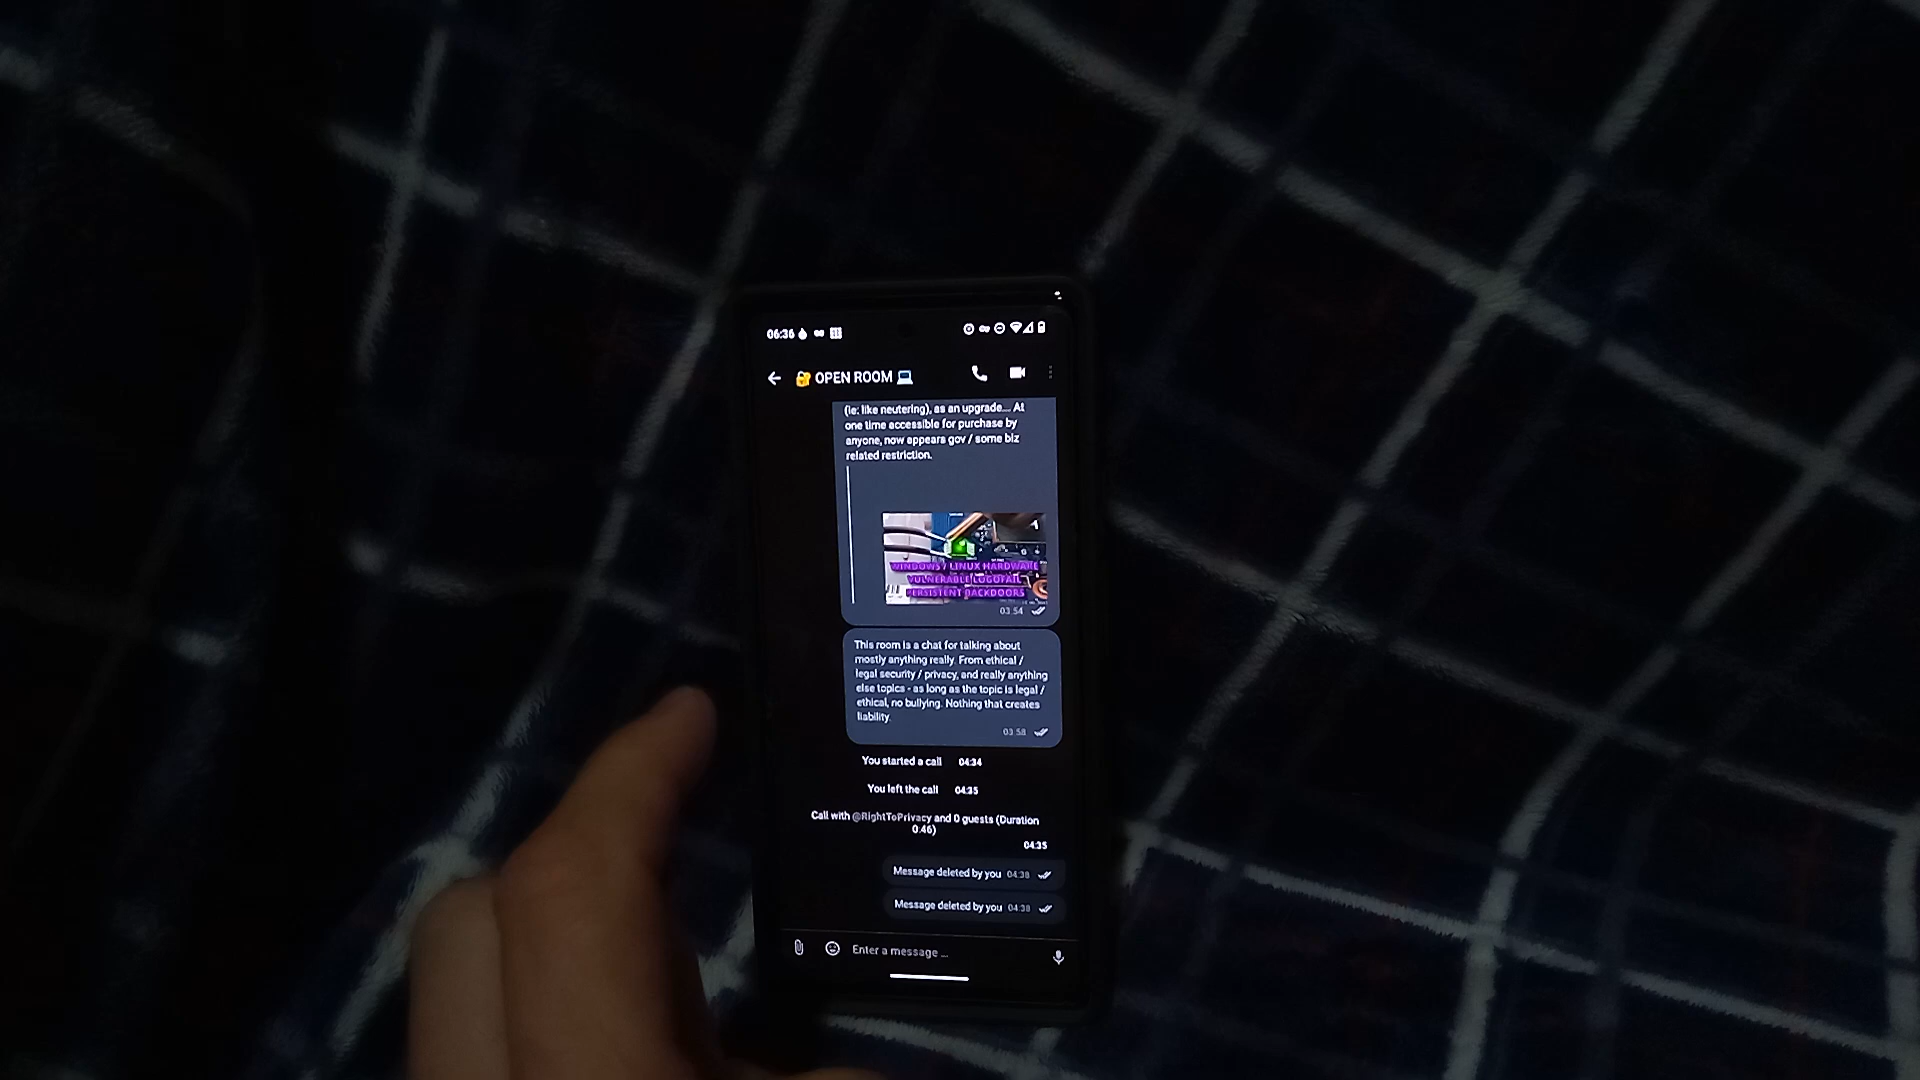 06:36
🔐 OPEN ROOM 💻
(ie: like neutering), as an upgrade... At
one time accessible for purchase by
anyone, now appears gov / some biz
related restriction.
WINDOWS / LINUX HARDWARE
VULNERABLE LOGOFAIL
PERSISTENT BACKDOORS
03:54
This room is a chat for talking about
mostly anything really. From ethical /
legal security / privacy, and really anything
else topics - as long as the topic is legal /
ethical, no bullying. Nothing that creates
liability.
03:58
You started a call 04:34
You left the call 04:35
Call with @RightToPrivacy and 0 guests (Duration
0:46)
04:35
Message deleted by you 04:38
Message deleted by you 04:38
Enter a message ...